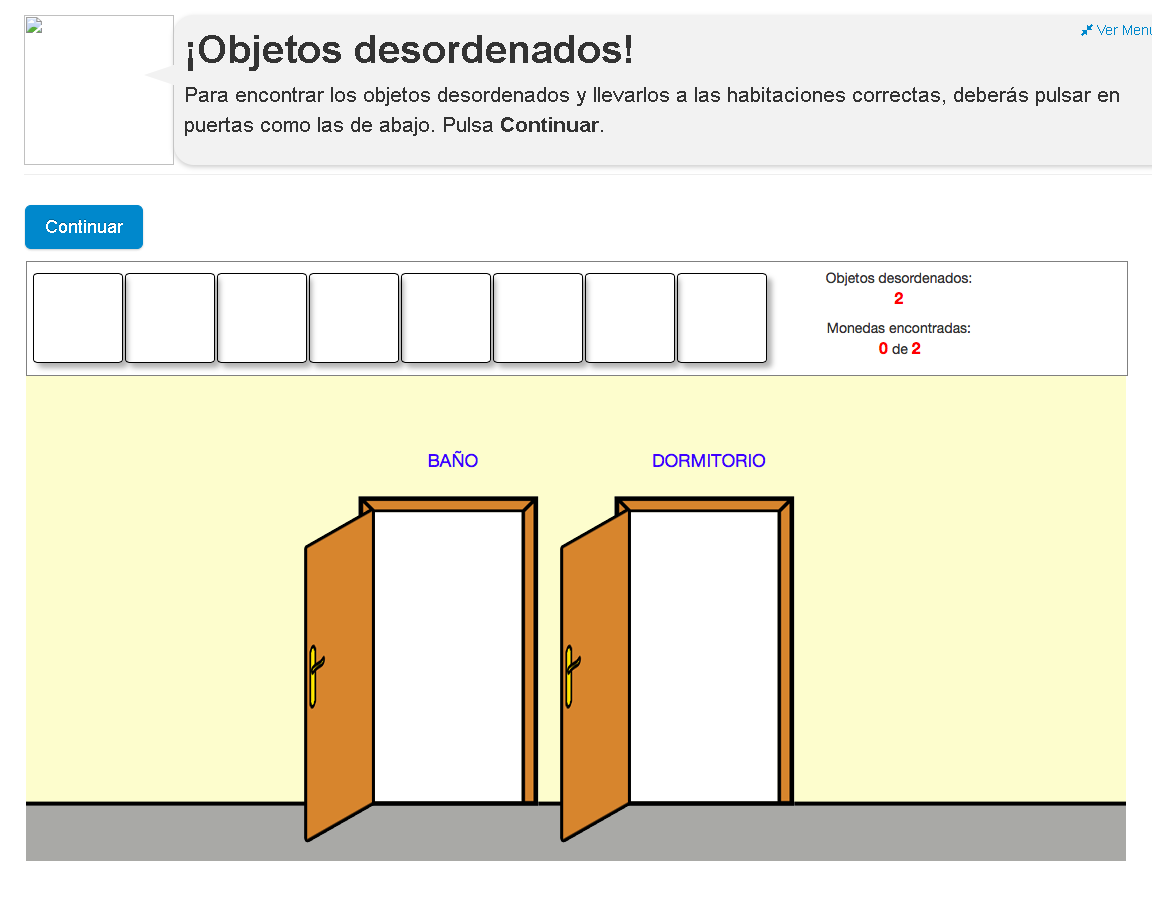 Ver Menú
¡Objetos desordenados!
Para encontrar los objetos desordenados y llevarlos a las habitaciones correctas, deberás pulsar en
puertas como las de abajo. Pulsa Continuar.
Continuar
Objetos desordenados:
2
Monedas encontradas:
0 de 2
BAÑO
DORMITORIO